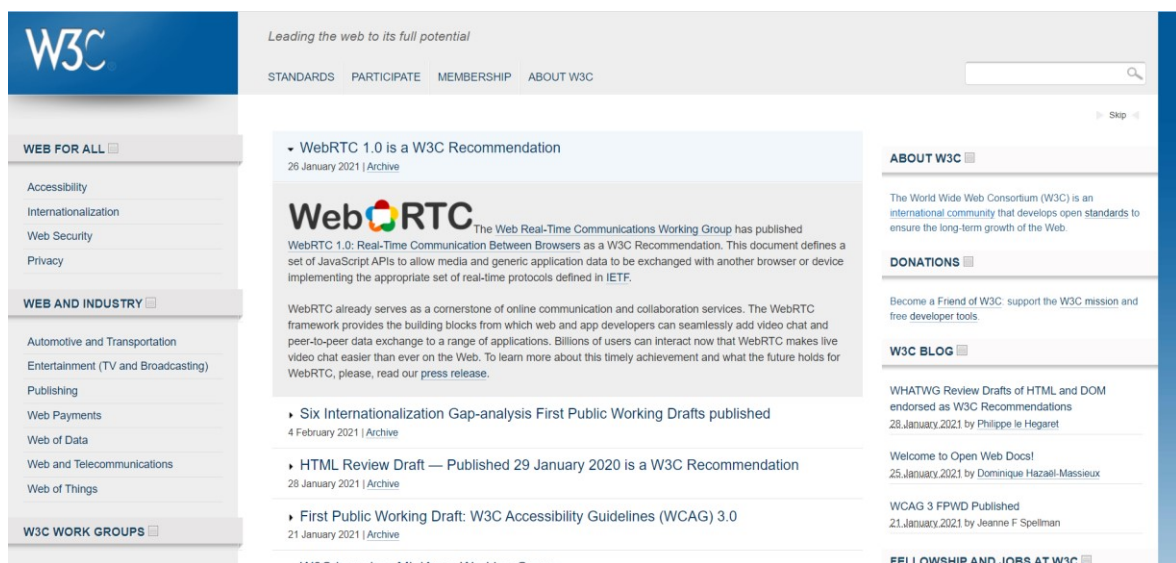 W3C
Leading the web to its full potential
STANDARDS PARTICIPATE MEMBERSHIP ABOUT W3C
Skip
WEB FOR ALL
Accessibility
Internationalization
Web Security
Privacy
WEB AND INDUSTRY
Automotive and Transportation
Entertainment (TV and Broadcasting)
Publishing
Web Payments
Web of Data
Web and Telecommunications
Web of Things
W3C WORK GROUPS
WebRTC 1.0 is a W3C Recommendation
26 January 2021 | Archive
WebRTC The Web Real-Time Communications Working Group has published
WebRTC 1.0: Real-Time Communication Between Browsers as a W3C Recommendation. This document defines a
set of JavaScript APIs to allow media and generic application data to be exchanged with another browser or device
implementing the appropriate set of real-time protocols defined in IETF.
WebRTC already serves as a cornerstone of online communication and collaboration services. The WebRTC
framework provides the building blocks from which web and app developers can seamlessly add video chat and
peer-to-peer data exchange to a range of applications. Billions of users can interact now that WebRTC makes live
video chat easier than ever on the Web. To learn more about this timely achievement and what the future holds for
WebRTC, please, read our press release.
Six Internationalization Gap-analysis First Public Working Drafts published
4 February 2021 | Archive
HTML Review Draft — Published 29 January 2020 is a W3C Recommendation
28 January 2021 | Archive
First Public Working Draft: W3C Accessibility Guidelines (WCAG) 3.0
21 January 2021 | Archive
ABOUT W3C
The World Wide Web Consortium (W3C) is an
international community that develops open standards to
ensure the long-term growth of the Web.
DONATIONS
Become a Friend of W3C: support the W3C mission and
free developer tools.
W3C BLOG
WHATWG Review Drafts of HTML and DOM
endorsed as W3C Recommendations
28 January 2021 by Philippe le Hegaret
Welcome to Open Web Docs!
25 January 2021 by Dominique Hazaël-Massieux
WCAG 3 FPWD Published
21 January 2021 by Jeanne F Spellman
FELLOWSHIP AND JOBS AT W3C